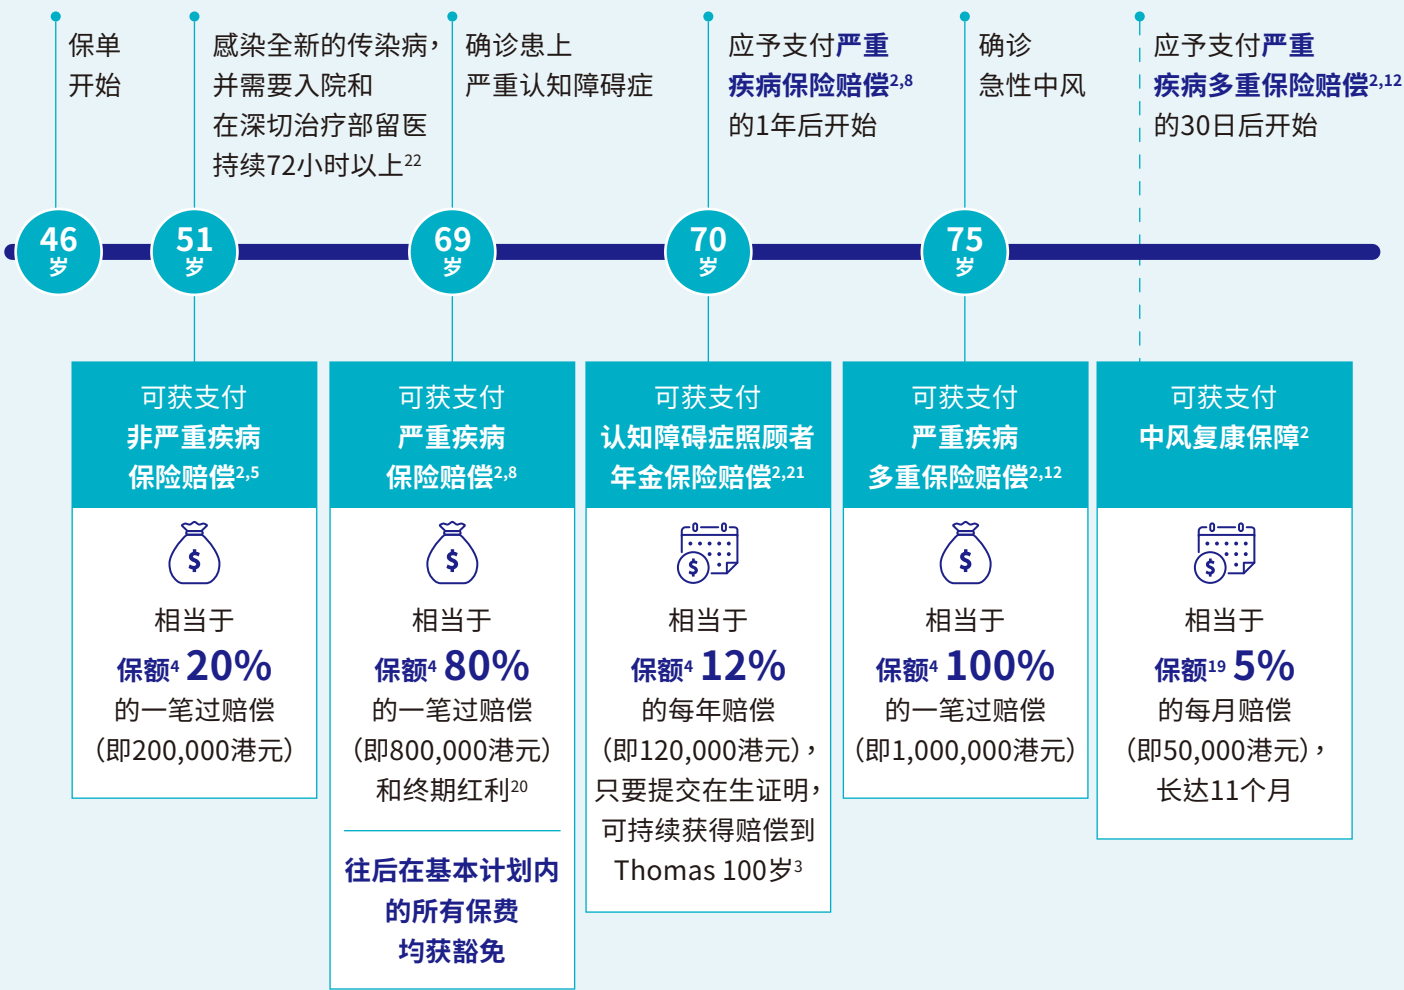 保单
开始
感染全新的传染病，
并需要入院和
在深切治疗部留医
持续72小时以上22
确诊患上
严重认知障碍症
应予支付严重
疾病保险赔偿2,8
的1年后开始
确诊
急性中风
应予支付严重
疾病多重保险赔偿2,12
的30日后开始
46
岁
51
岁
69
岁
70
岁
75
岁
可获支付
非严重疾病
保险赔偿2,5
$
相当于
保额4 20%
的一笔过赔偿
（即200,000港元）
可获支付
严重疾病
保险赔偿2,8
$
相当于
保额4 80%
的一笔过赔偿
（即800,000港元）
和终期红利20
往后在基本计划内
的所有保费
均获豁免
可获支付
认知障碍症照顾者
年金保险赔偿2,21
$
相当于
保额4 12%
的每年赔偿
（即120,000港元），
只要提交在生证明，
可持续获得赔偿到
Thomas 100岁3
可获支付
严重疾病
多重保险赔偿2,12
$
相当于
保额4 100%
的一笔过赔偿
（即1,000,000港元）
可获支付
中风复康保障2
$
相当于
保额19 5%
的每月赔偿
（即50,000港元），
长达11个月